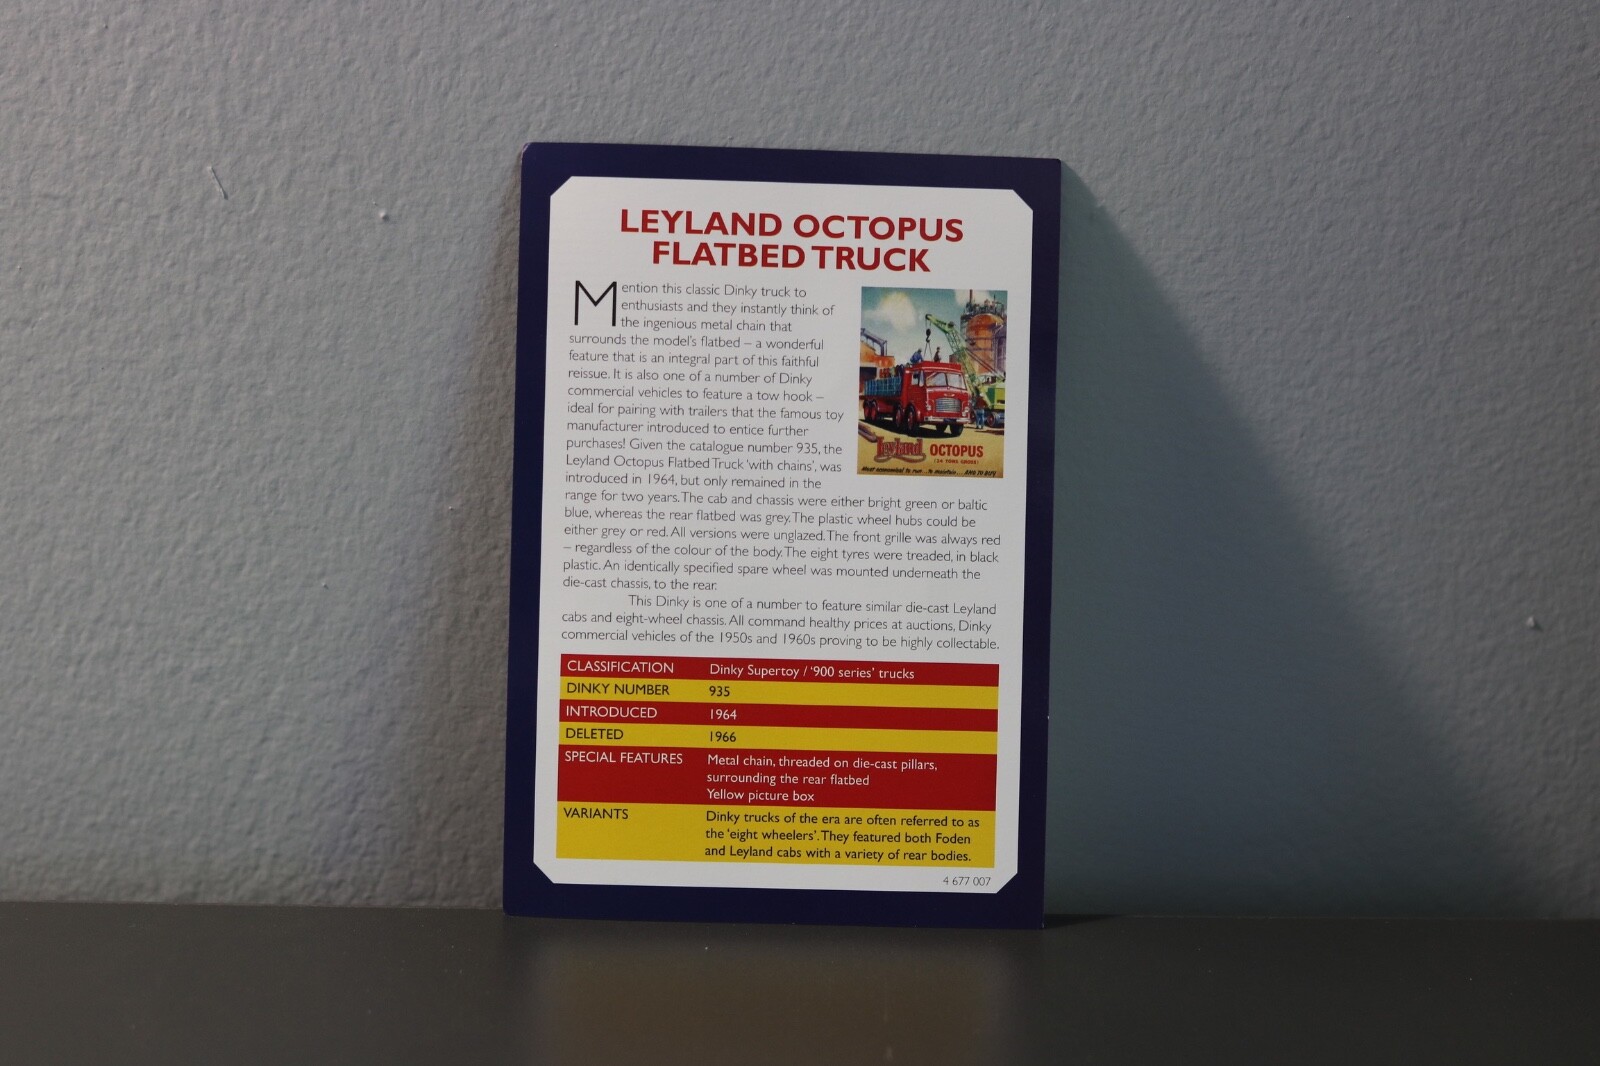 LEYLAND OCTOPUS
FLATBED TRUCK
Mention this classic Dinky truck to
enthusiasts and they instantly think of
the ingenious metal chain that
surrounds the model's flatbed – a wonderful
feature that is an integral part of this faithful
reissue. It is also one of a number of Dinky
commercial vehicles to feature a tow hook –
ideal for pairing with trailers that the famous toy
manufacturer introduced to entice further
purchases! Given the catalogue number 935, the
Leyland Octopus Flatbed Truck 'with chains', was
introduced in 1964, but only remained in the
range for two years. The cab and chassis were either bright green or baltic
blue, whereas the rear flatbed was grey. The plastic wheel hubs could be
either grey or red. All versions were unglazed. The front grille was always red
– regardless of the colour of the body. The eight tyres were treaded, in black
plastic. An identically specified spare wheel was mounted underneath the
die-cast chassis, to the rear.
This Dinky is one of a number to feature similar die-cast Leyland
cabs and eight-wheel chassis. All command healthy prices at auctions, Dinky
commercial vehicles of the 1950s and 1960s proving to be highly collectable.
Leyland OCTOPUS
(24 TONS GROSS)
Most economical to run ... to maintain ... AND TO BUY
CLASSIFICATION Dinky Supertoy / '900 series' trucks
DINKY NUMBER 935
INTRODUCED 1964
DELETED 1966
SPECIAL FEATURES Metal chain, threaded on die-cast pillars,
surrounding the rear flatbed
Yellow picture box
VARIANTS Dinky trucks of the era are often referred to as
the 'eight wheelers'. They featured both Foden
and Leyland cabs with a variety of rear bodies.
4 677 007